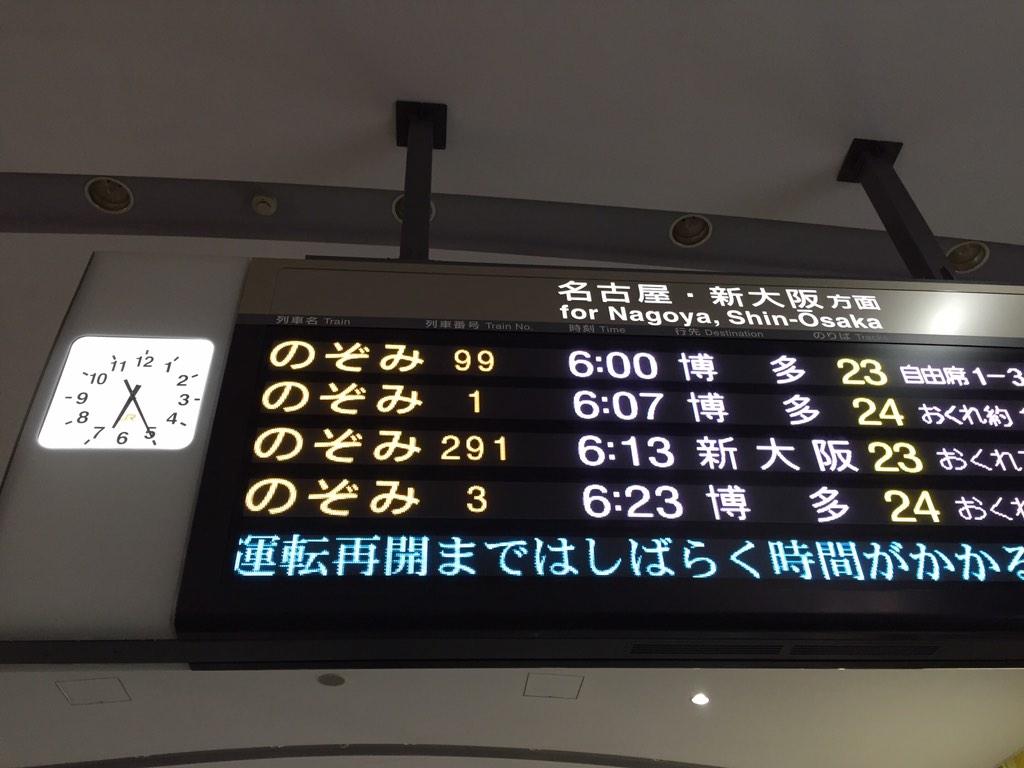 名古屋・新大阪方面
for Nagoya, Shin-Ōsaka
列車名 Train 列車番号 Train No. 時刻 Time 行先 Destination のりば Track
のぞみ 99 6:00 博多 23 自由席1-3
のぞみ 1 6:07 博多 24 おくれ約
のぞみ 291 6:13 新大阪 23 おくれ
のぞみ 3 6:23 博多 24 おくれ
運転再開まではしばらく時間がかかる
12
1
2
3
4
5
6
7
8
9
10
11